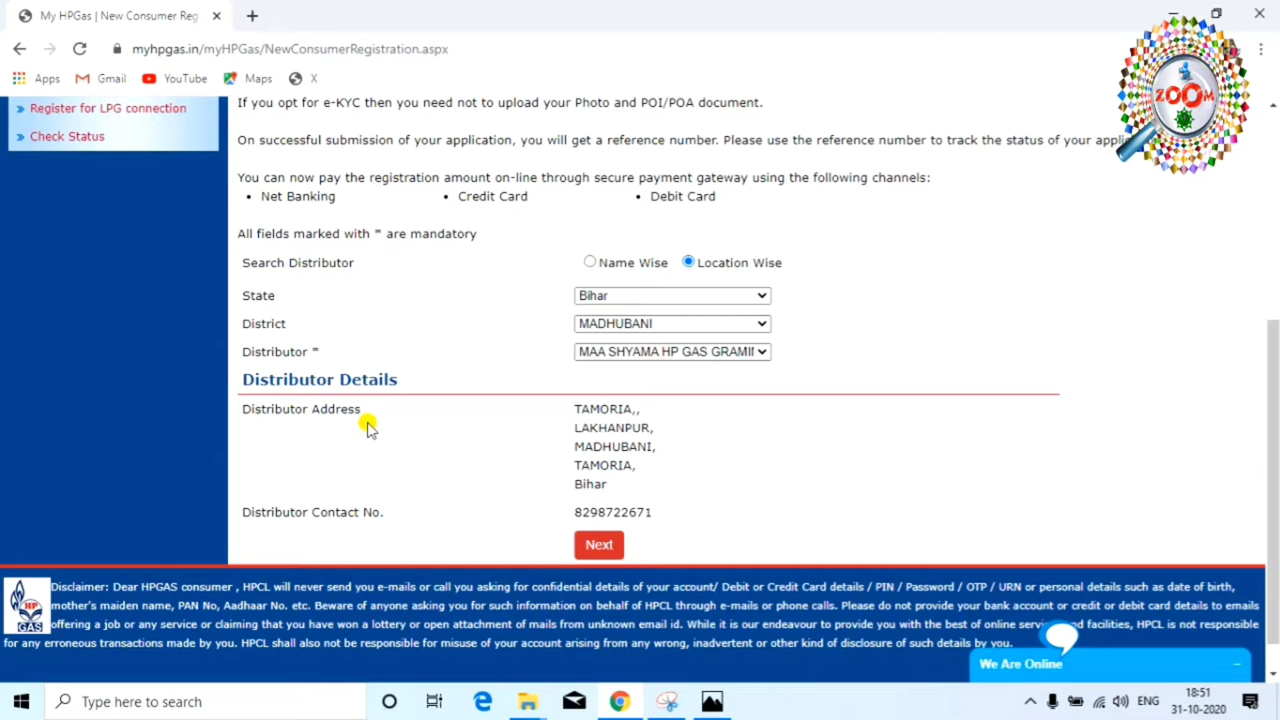 My HPGas | New Consumer Reg
myhpgas.in/myHPGas/NewConsumerRegistration.aspx
Apps Gmail YouTube Maps X
ZOOM
» Register for LPG connection
» Check Status
If you opt for e-KYC then you need not to upload your Photo and POI/POA document.
On successful submission of your application, you will get a reference number. Please use the reference number to track the status of your appli
You can now pay the registration amount on-line through secure payment gateway using the following channels:
• Net Banking • Credit Card • Debit Card
All fields marked with * are mandatory
Search Distributor Name Wise Location Wise
State Bihar
District MADHUBANI
Distributor * MAA SHYAMA HP GAS GRAMIN
Distributor Details
Distributor Address TAMORIA,,
LAKHANPUR,
MADHUBANI,
TAMORIA,
Bihar
Distributor Contact No. 8298722671
Next
HP GAS
Disclaimer: Dear HPGAS consumer , HPCL will never send you e-mails or call you asking for confidential details of your account/ Debit or Credit Card details / PIN / Password / OTP / URN or personal details such as date of birth,
mother's maiden name, PAN No, Aadhaar No. etc. Beware of anyone asking you for such information on behalf of HPCL through e-mails or phone calls. Please do not provide your bank account or credit or debit card details to emails
offering a job or any service or claiming that you have won a lottery or open attachment of mails from unknown email id. While it is our endeavour to provide you with the best of online servic nd facilities, HPCL is not responsible
for any erroneous transactions made by you. HPCL shall also not be responsible for misuse of your account arising from any wrong, inadvertent or other kind of disclosure of such details by you.
We Are Online
Type here to search
ENG
18:51
31-10-2020